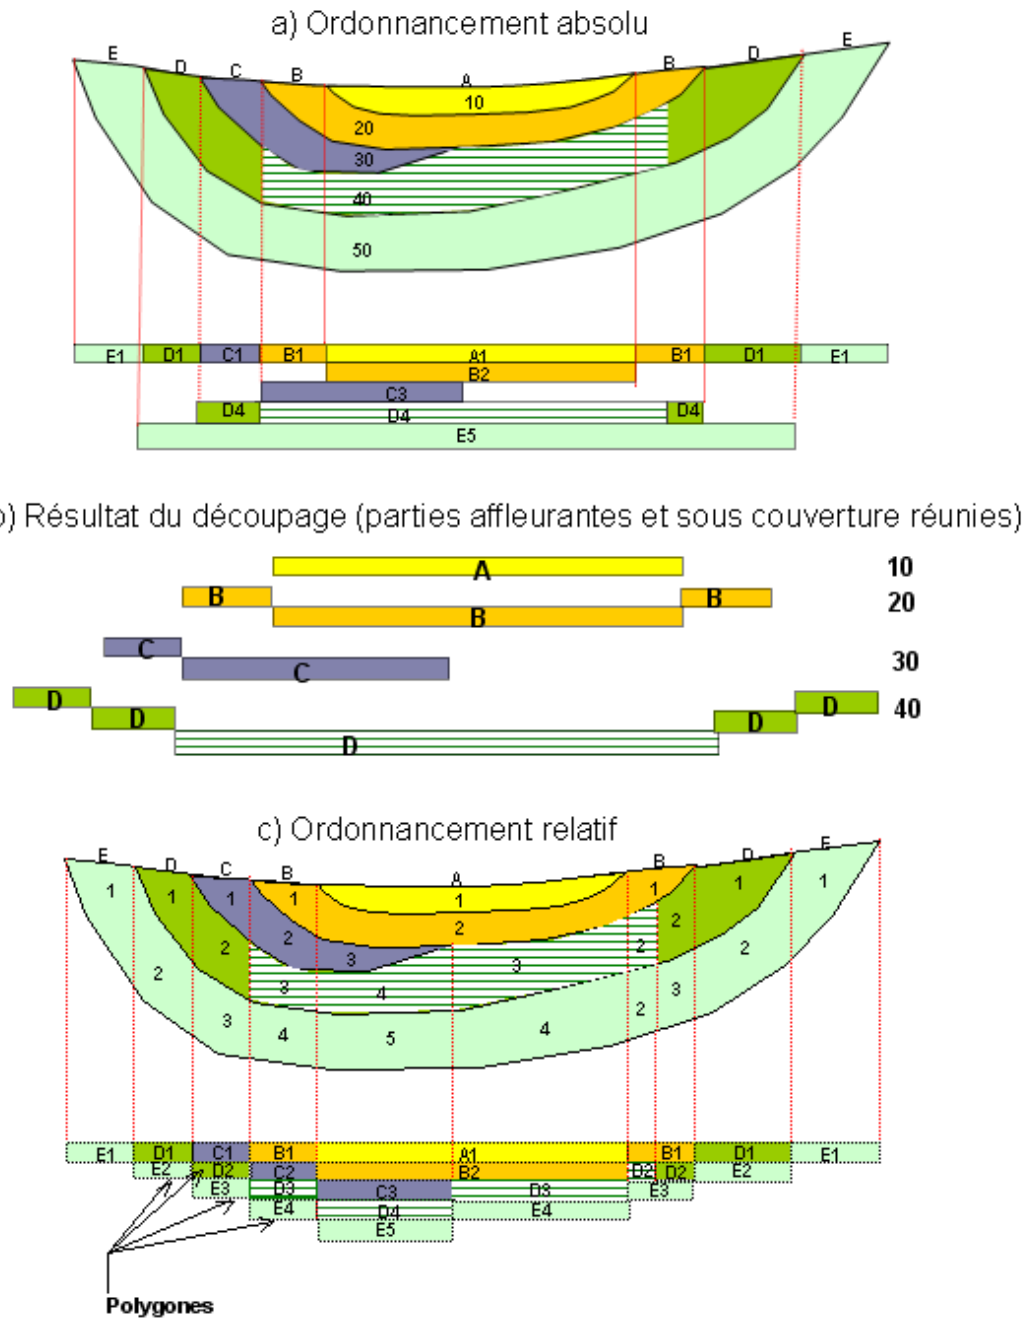 a) Ordonnancement absolu
E D C B A B D E
10
20
30
40
50
E1 D1 C1 B1 A1 B1 D1 E1
B2
C3
D4 D4 D4
E5
) Résultat du découpage (parties affleurantes et sous couverture réunies)
A 10
B B 20
B
C
C 30
D D
D D 40
D
c) Ordonnancement relatif
E D C B A B D E
1 1 1 1 1 1 1 1
2 2 2 2 2 2 2 2
3 3 3 3
3 4 4 5 4 2
E1 D1 C1 B1 A1 B1 D1 E1
E2 D2 C2 B2 D2 D2 E2
E3 D3 C3 D3 E3
E4 D4 E4
E5
Polygones